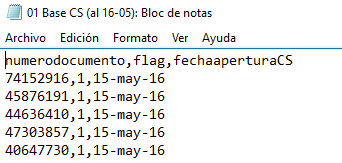 01 Base CS (al 16-05): Bloc de notas
Archivo Edición Formato Ver Ayuda
numerodocumento,flag,fechaaperturaCS
74152916,1,15-may-16
45876191,1,15-may-16
44636410,1,15-may-16
47303857,1,15-may-16
40647730,1,15-may-16